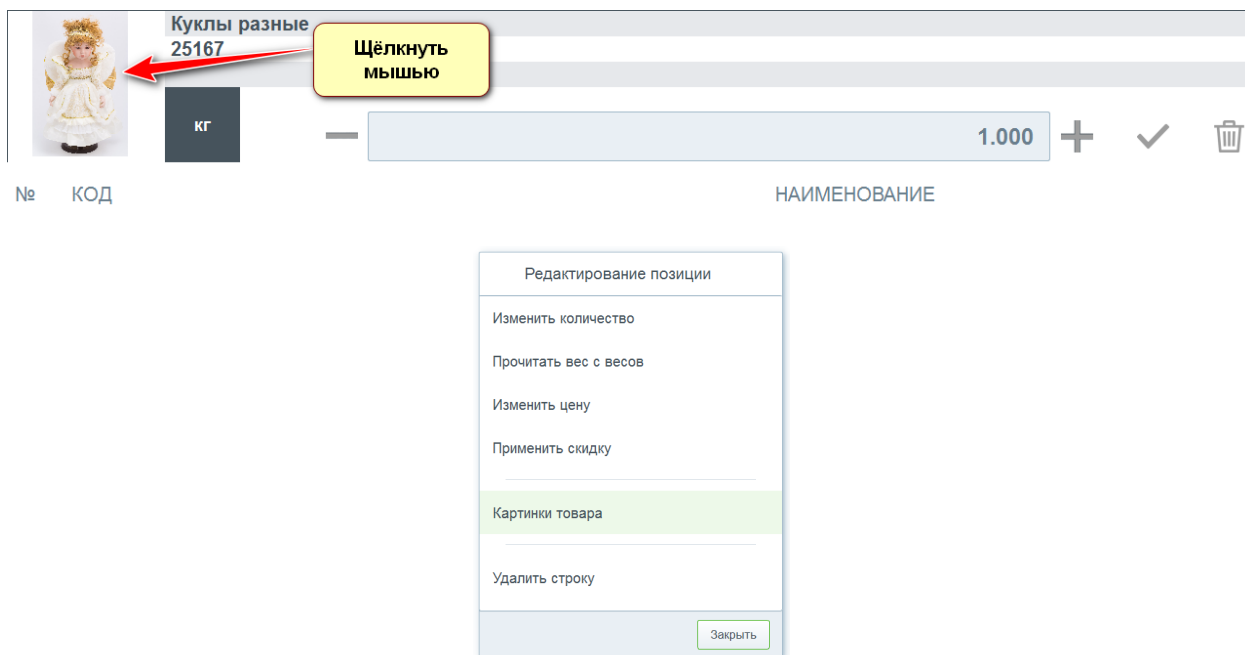 Куклы разные
25167
Щёлкнуть
мышью
кг
1.000
№ КОД НАИМЕНОВАНИЕ
Редактирование позиции
Изменить количество
Прочитать вес с весов
Изменить цену
Применить скидку
Картинки товара
Удалить строку
Закрыть